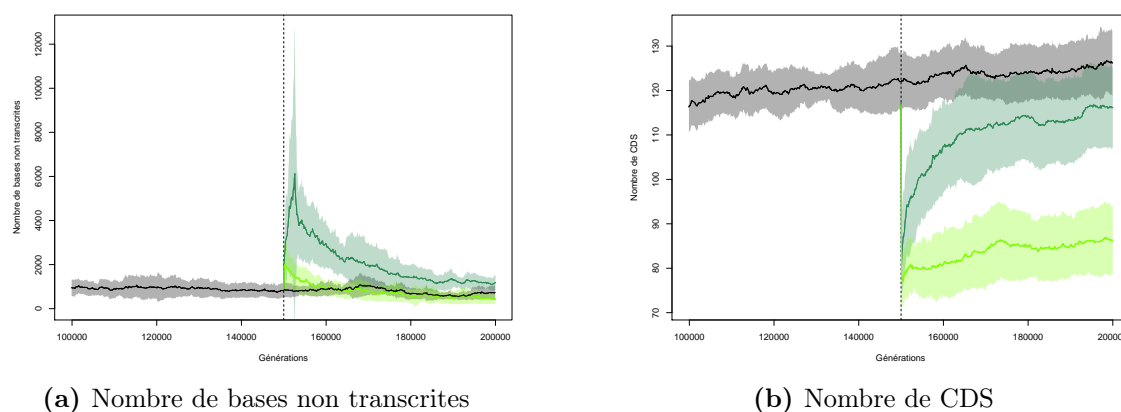 Nombre de bases non transcrites
0 2000 4000 6000 8000 10000 12000
100000 120000 140000 160000 180000 200000
Générations
(a) Nombre de bases non transcrites
Nombre de CDS
70 80 90 100 110 120 130
100000 120000 140000 160000 180000 20000
Générations
(b) Nombre de CDS